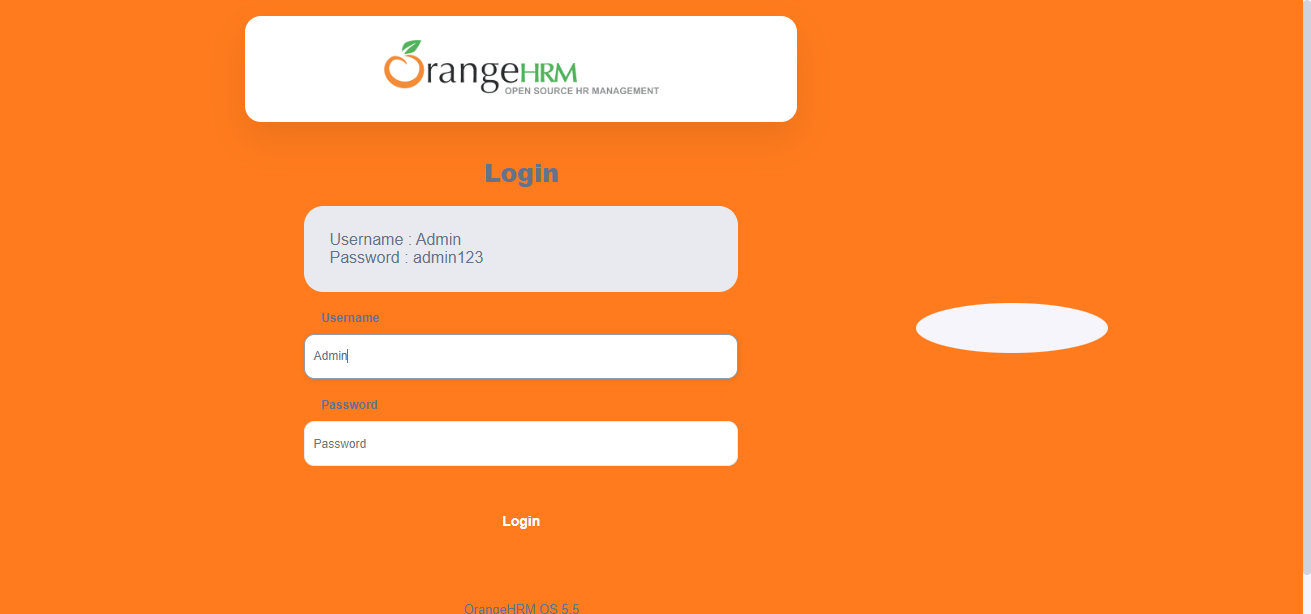 OrangeHRM
OPEN SOURCE HR MANAGEMENT
Login
Username : Admin
Password : admin123
Username
Admin
Password
Password
Login
OrangeHRM OS 5.5